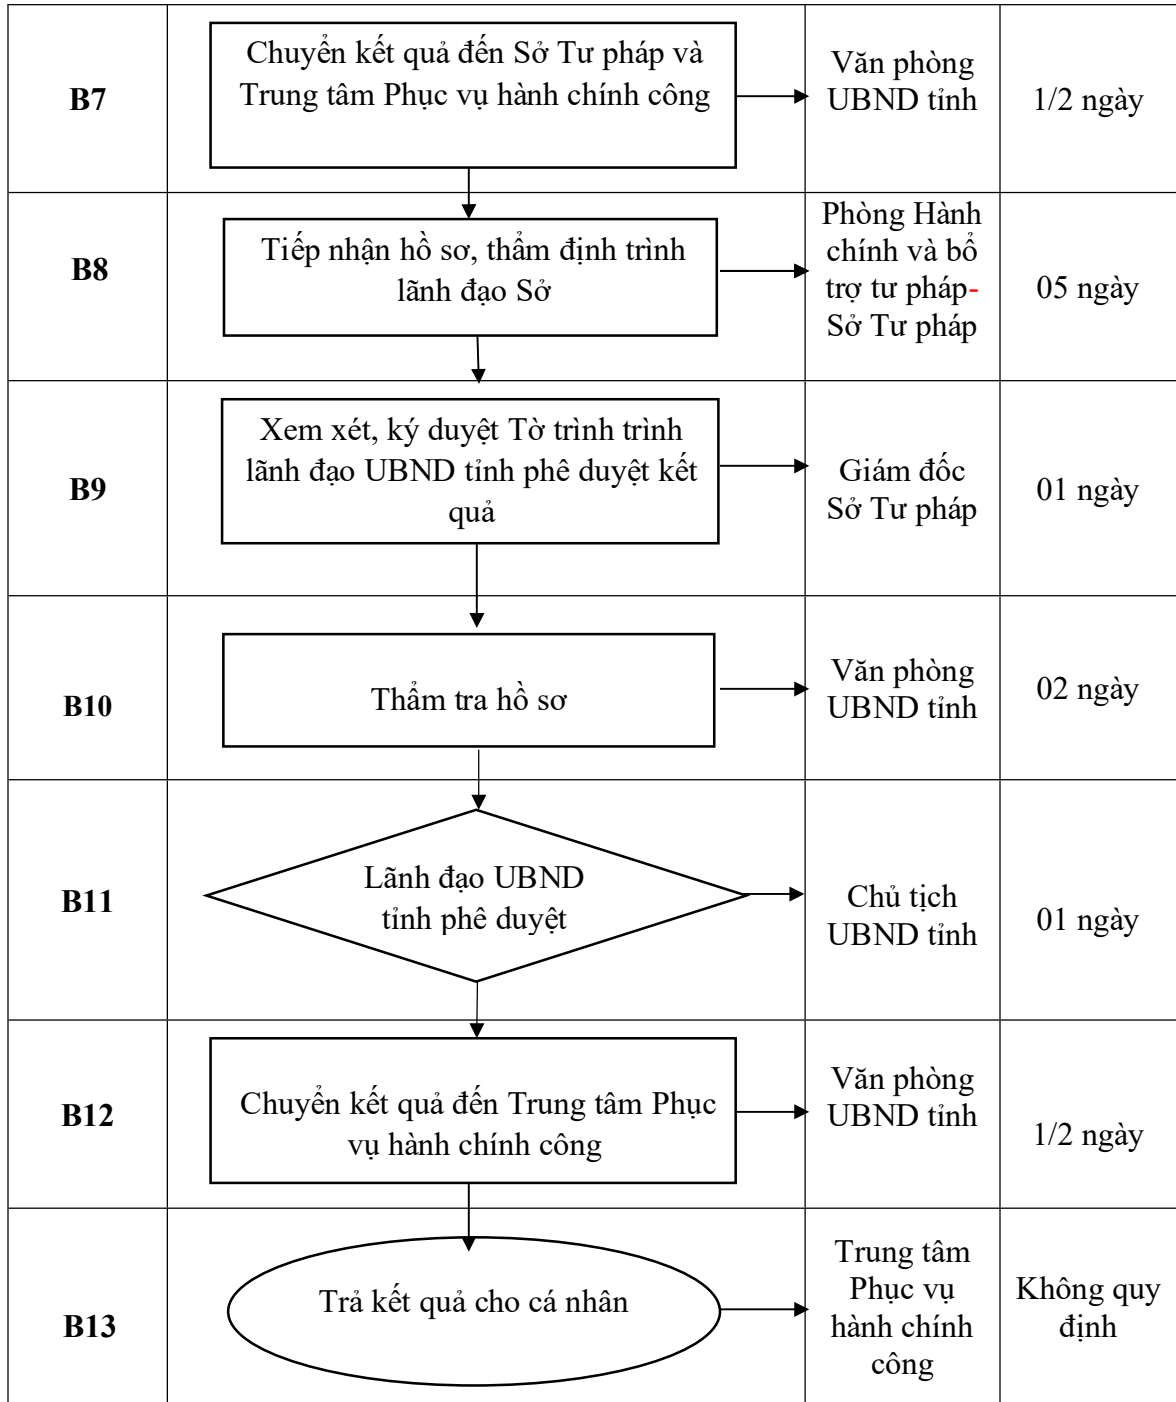 B7
Chuyển kết quả đến Sở Tư pháp và
Trung tâm Phục vụ hành chính công
Văn phòng
UBND tỉnh
1/2 ngày
B8
Tiếp nhận hồ sơ, thẩm định trình
lãnh đạo Sở
Phòng Hành
chính và bổ
trợ tư pháp-
Sở Tư pháp
05 ngày
B9
Xem xét, ký duyệt Tờ trình trình
lãnh đạo UBND tỉnh phê duyệt kết
quả
Giám đốc
Sở Tư pháp
01 ngày
B10
Thẩm tra hồ sơ
Văn phòng
UBND tỉnh
02 ngày
B11
Lãnh đạo UBND
tỉnh phê duyệt
Chủ tịch
UBND tỉnh
01 ngày
B12
Chuyển kết quả đến Trung tâm Phục
vụ hành chính công
Văn phòng
UBND tỉnh
1/2 ngày
B13
Trả kết quả cho cá nhân
Trung tâm
Phục vụ
hành chính
công
Không quy
định